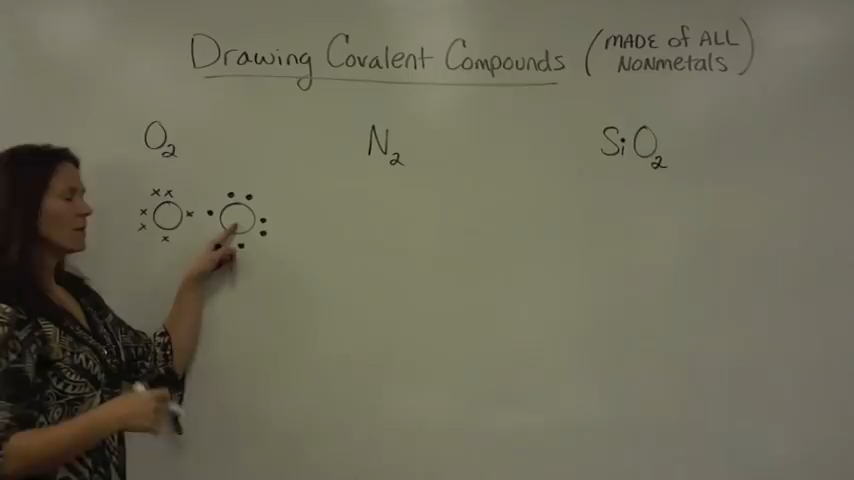 Drawing Covalent Compounds (MADE of ALL
NONmetals)
O₂ N₂ SiO₂